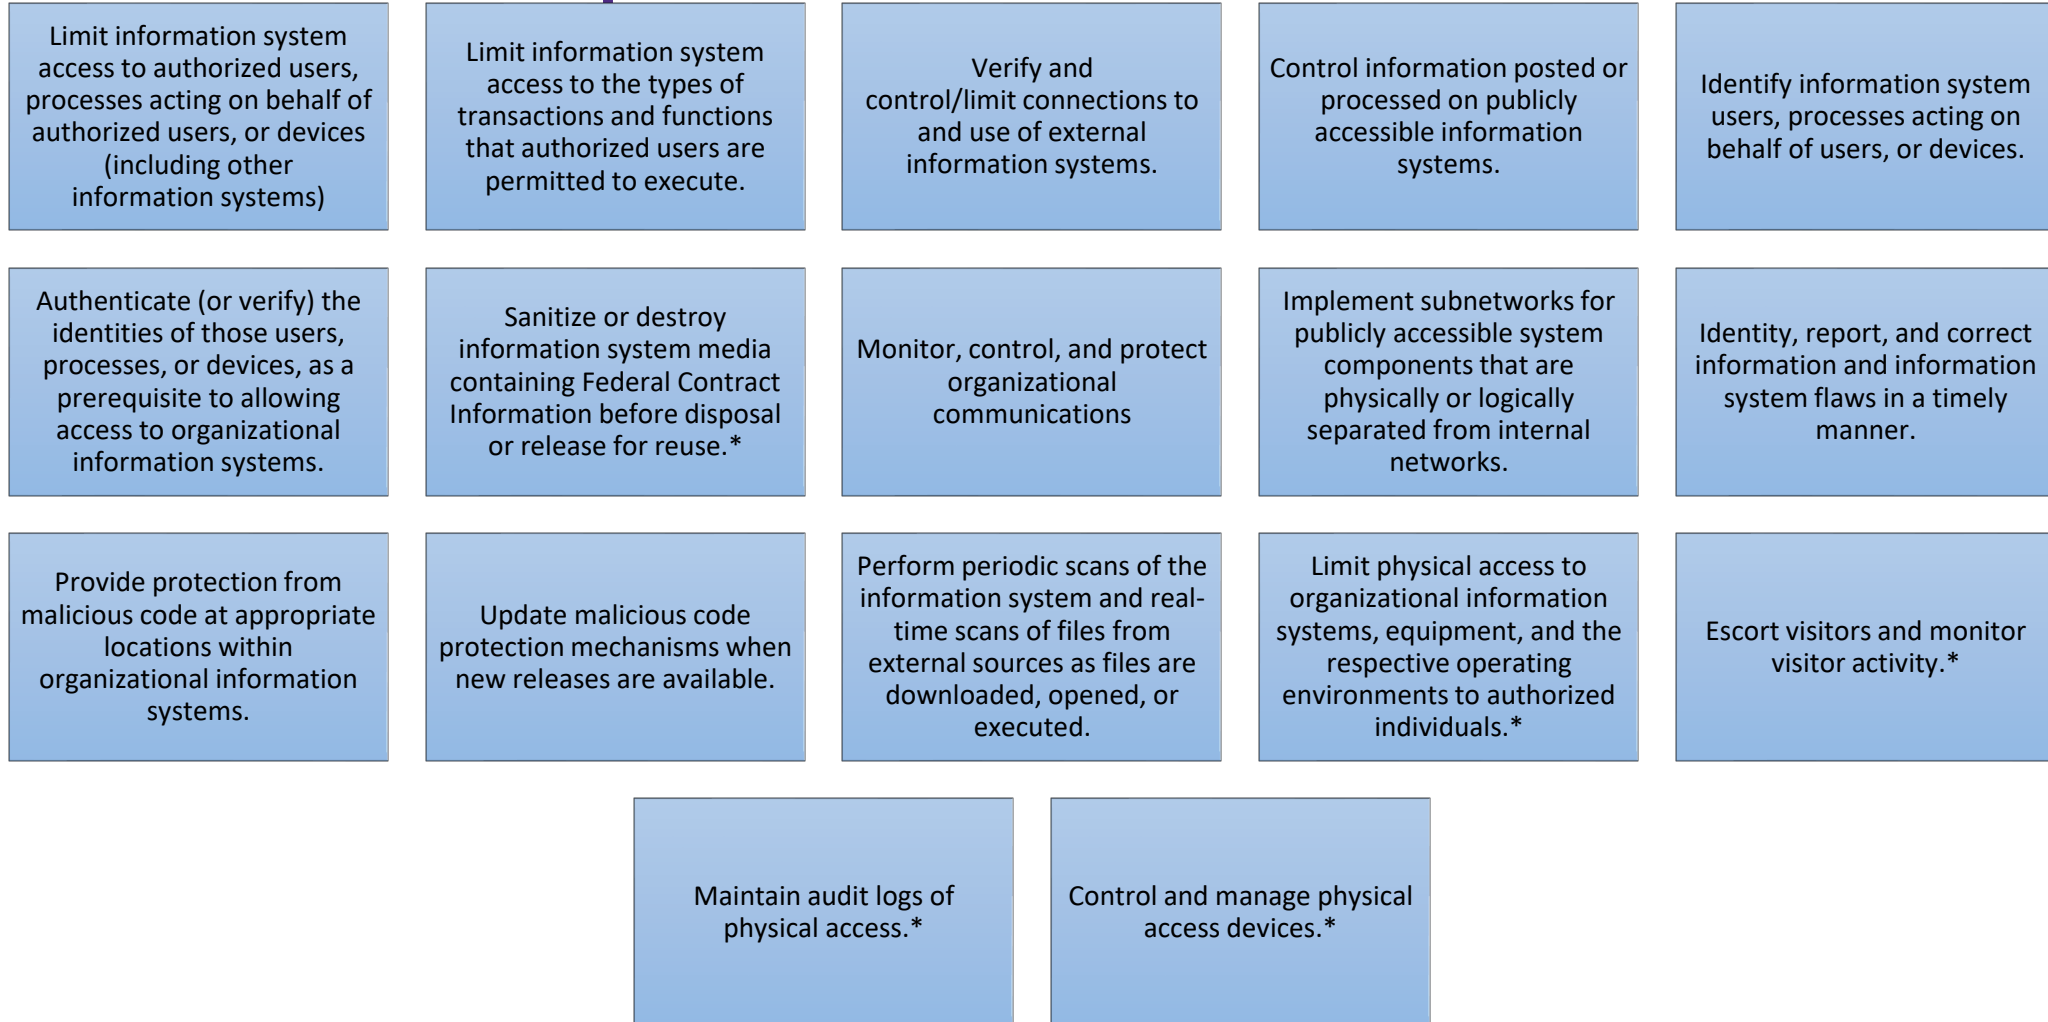 Limit information system
access to authorized users,
processes acting on behalf of
authorized users, or devices
(including other
information systems)
Limit information system
access to the types of
transactions and functions
that authorized users are
permitted to execute.
Verify and
control/limit connections to
and use of external
information systems.
Control information posted or
processed on publicly
accessible information
systems.
Identify information system
users, processes acting on
behalf of users, or devices.
Authenticate (or verify) the
identities of those users,
processes, or devices, as a
prerequisite to allowing
access to organizational
information systems.
Sanitize or destroy
information system media
containing Federal Contract
Information before disposal
or release for reuse.*
Monitor, control, and protect
organizational
communications
Implement subnetworks for
publicly accessible system
components that are
physically or logically
separated from internal
networks.
Identity, report, and correct
information and information
system flaws in a timely
manner.
Provide protection from
malicious code at appropriate
locations within
organizational information
systems.
Update malicious code
protection mechanisms when
new releases are available.
Perform periodic scans of the
information system and real-
time scans of files from
external sources as files are
downloaded, opened, or
executed.
Limit physical access to
organizational information
systems, equipment, and the
respective operating
environments to authorized
individuals.*
Escort visitors and monitor
visitor activity.*
Maintain audit logs of
physical access.*
Control and manage physical
access devices.*